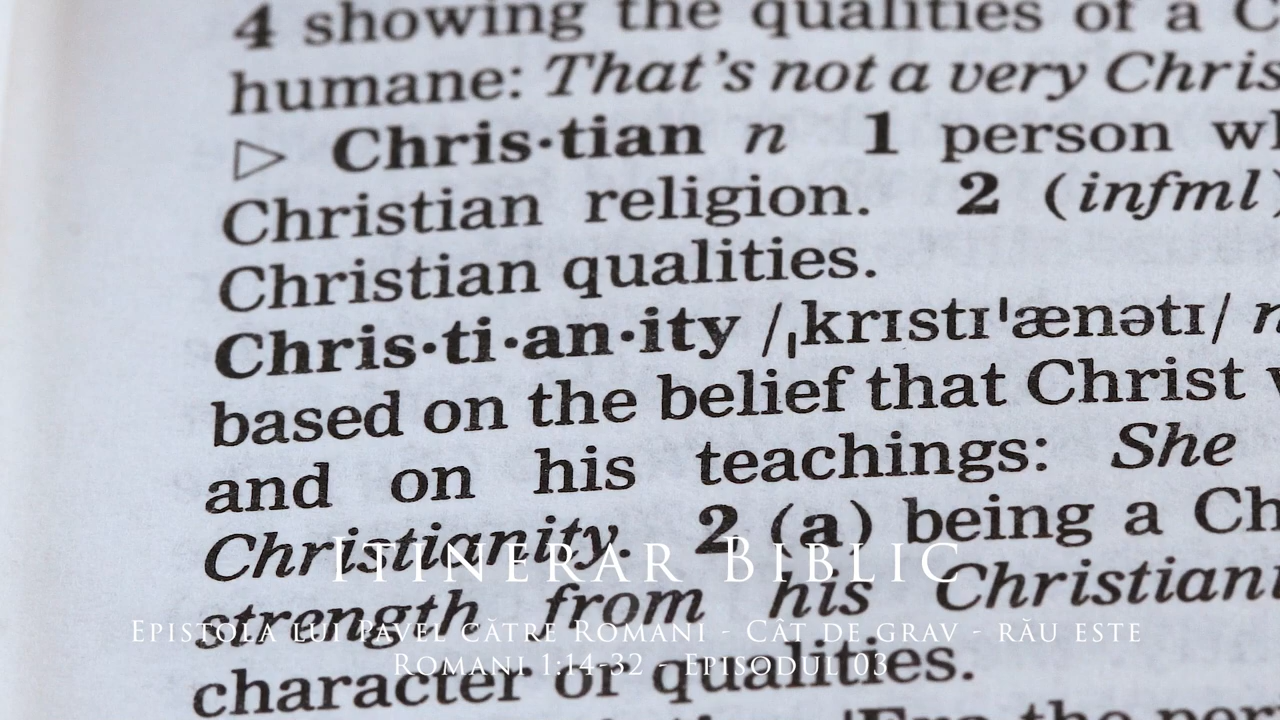 4 showing the qualities of a C
humane: That's not a very Chris
▷ Chris·tian n 1 person wh
Christian religion. 2 (infml)
Christian qualities.
Chris·ti·an·ity /ˌkrɪstɪˈænətɪ/ n
based on the belief that Christ w
and on his teachings: She
Christianity. 2 (a) being a Ch
strength from his Christiani
character or qualities.
Itinerar Biblic
Epistola lui Pavel către Romani - Cât de grav - rău este
Romani 1:14-32 - Episodul 03